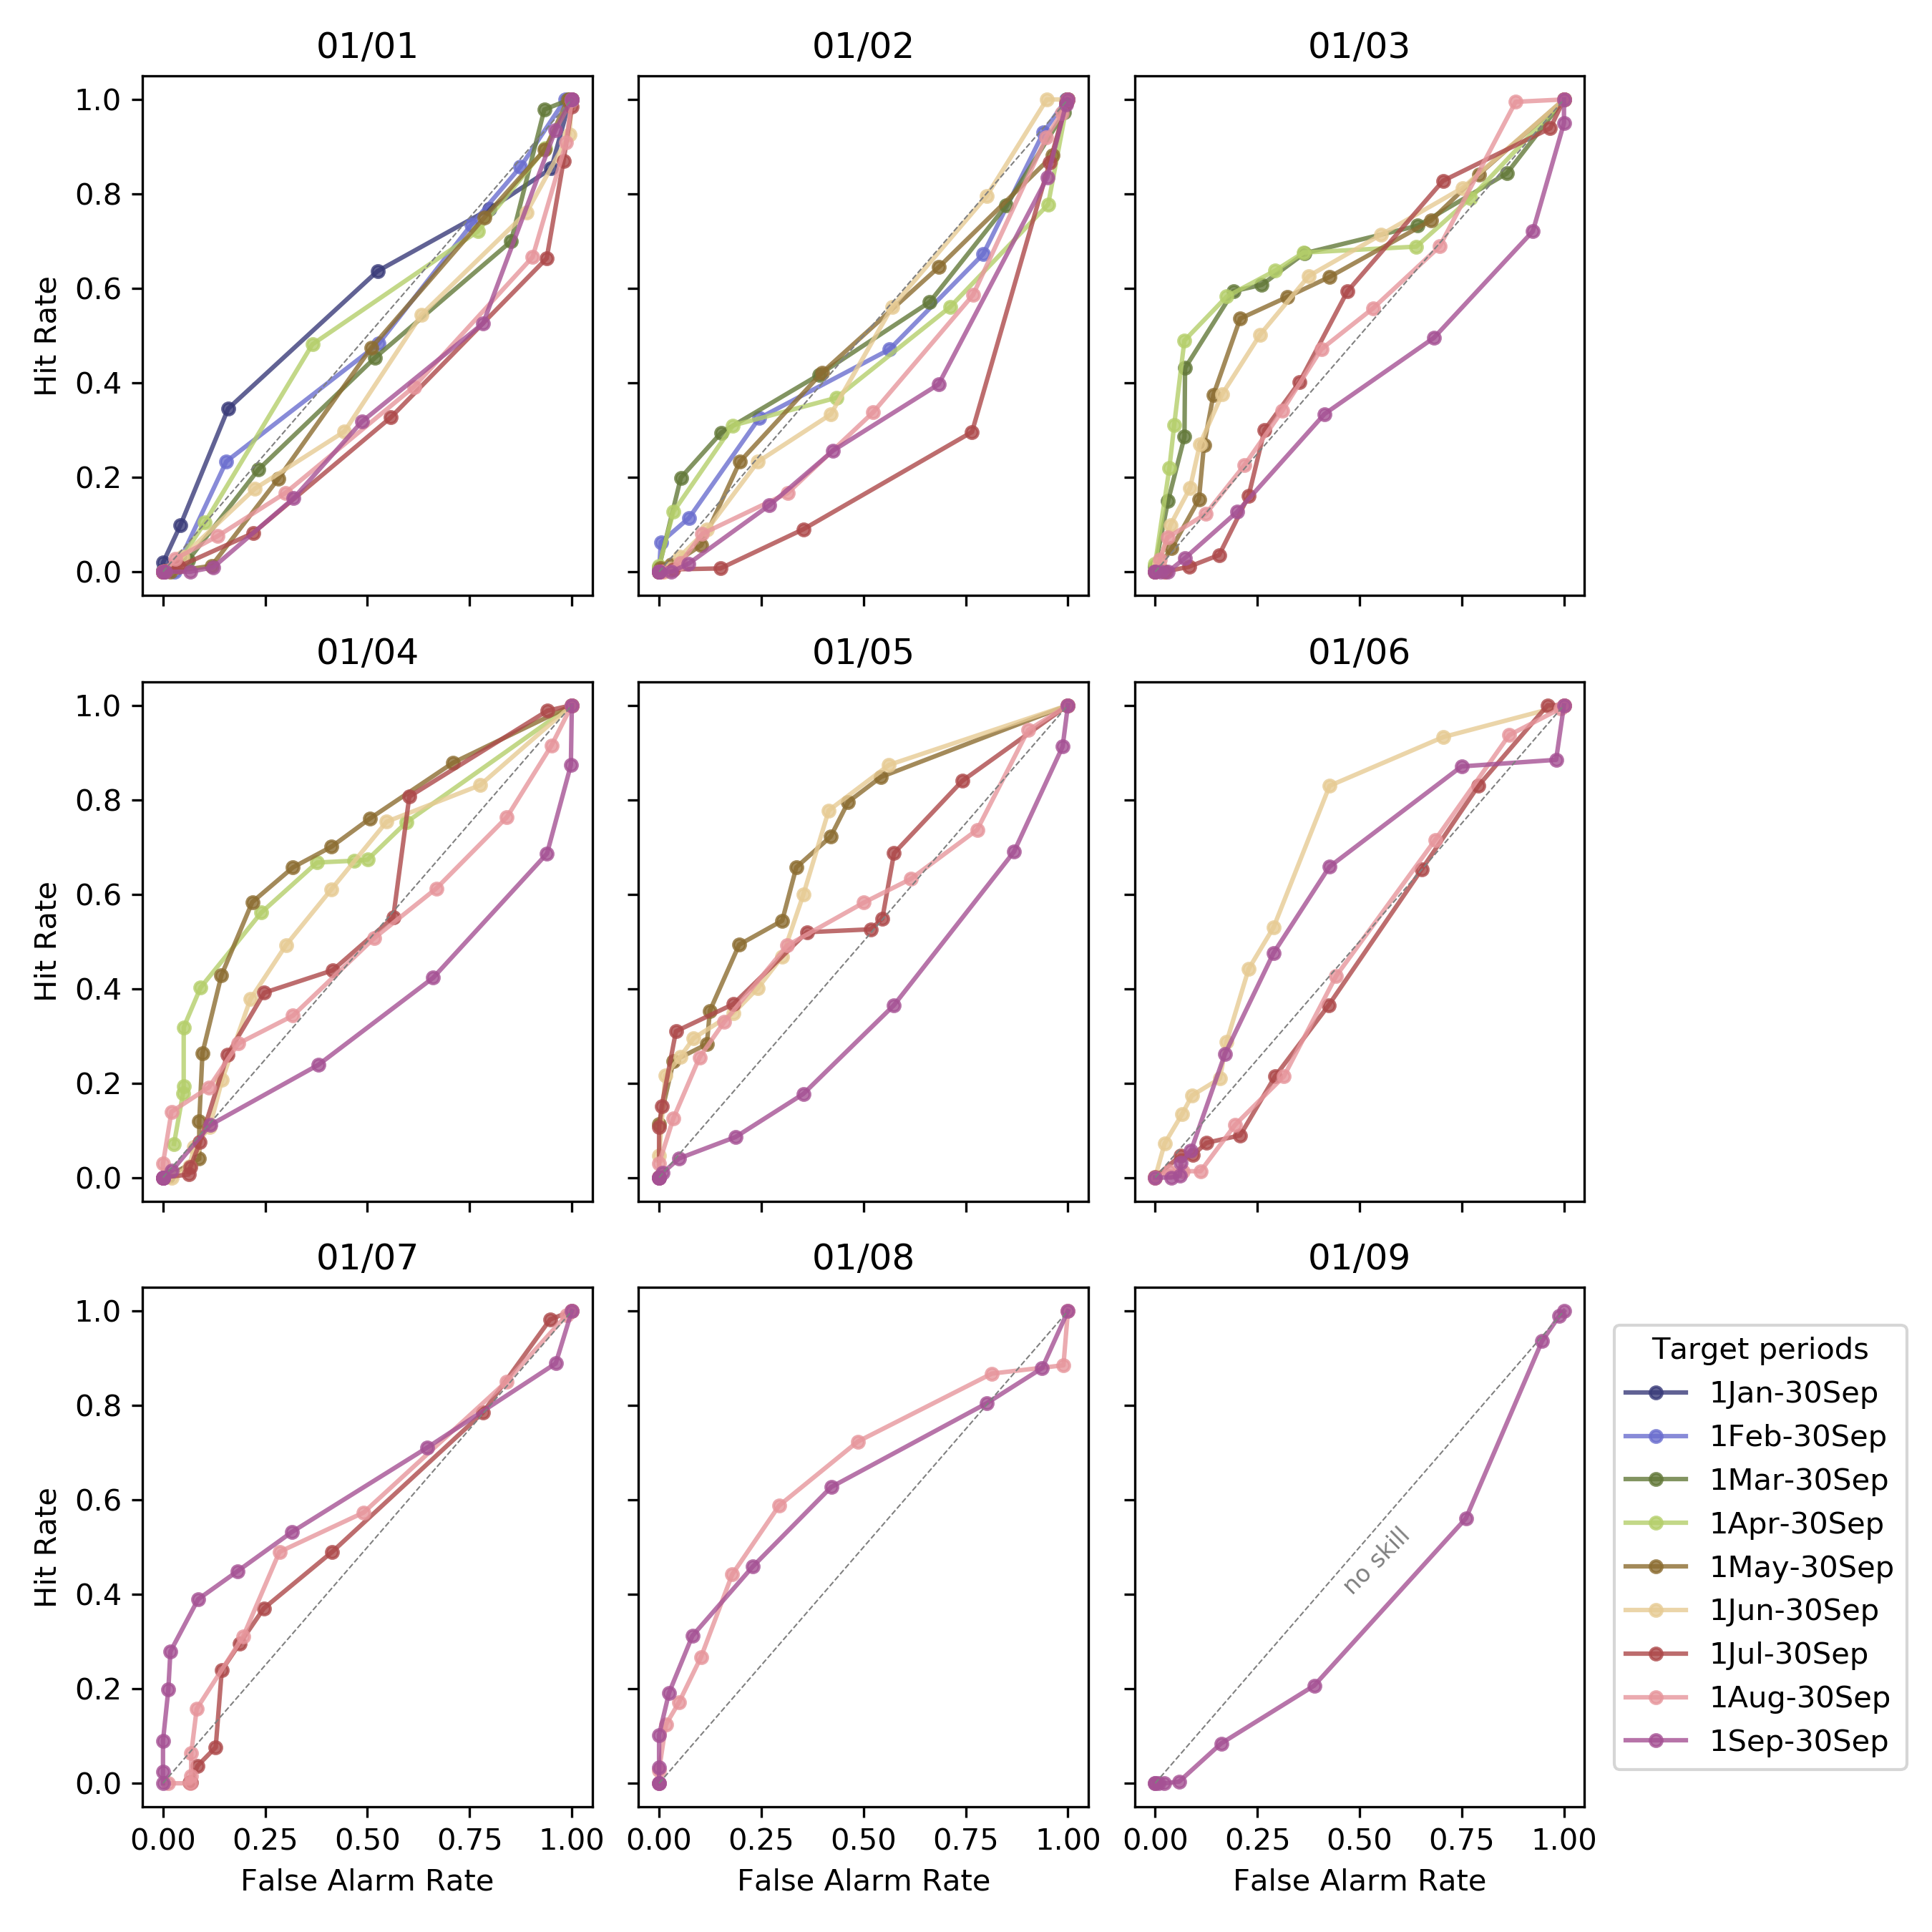 01/01
01/02
01/03
1.0
0.8
0.6
0.4
0.2
0.0
Hit Rate
01/04
01/05
01/06
1.0
0.8
0.6
0.4
0.2
0.0
Hit Rate
01/07
01/08
01/09
1.0
0.8
0.6
0.4
0.2
0.0
Hit Rate
no skill
0.00 0.25 0.50 0.75 1.00
0.00 0.25 0.50 0.75 1.00
0.00 0.25 0.50 0.75 1.00
False Alarm Rate
False Alarm Rate
False Alarm Rate
Target periods
1Jan-30Sep
1Feb-30Sep
1Mar-30Sep
1Apr-30Sep
1May-30Sep
1Jun-30Sep
1Jul-30Sep
1Aug-30Sep
1Sep-30Sep